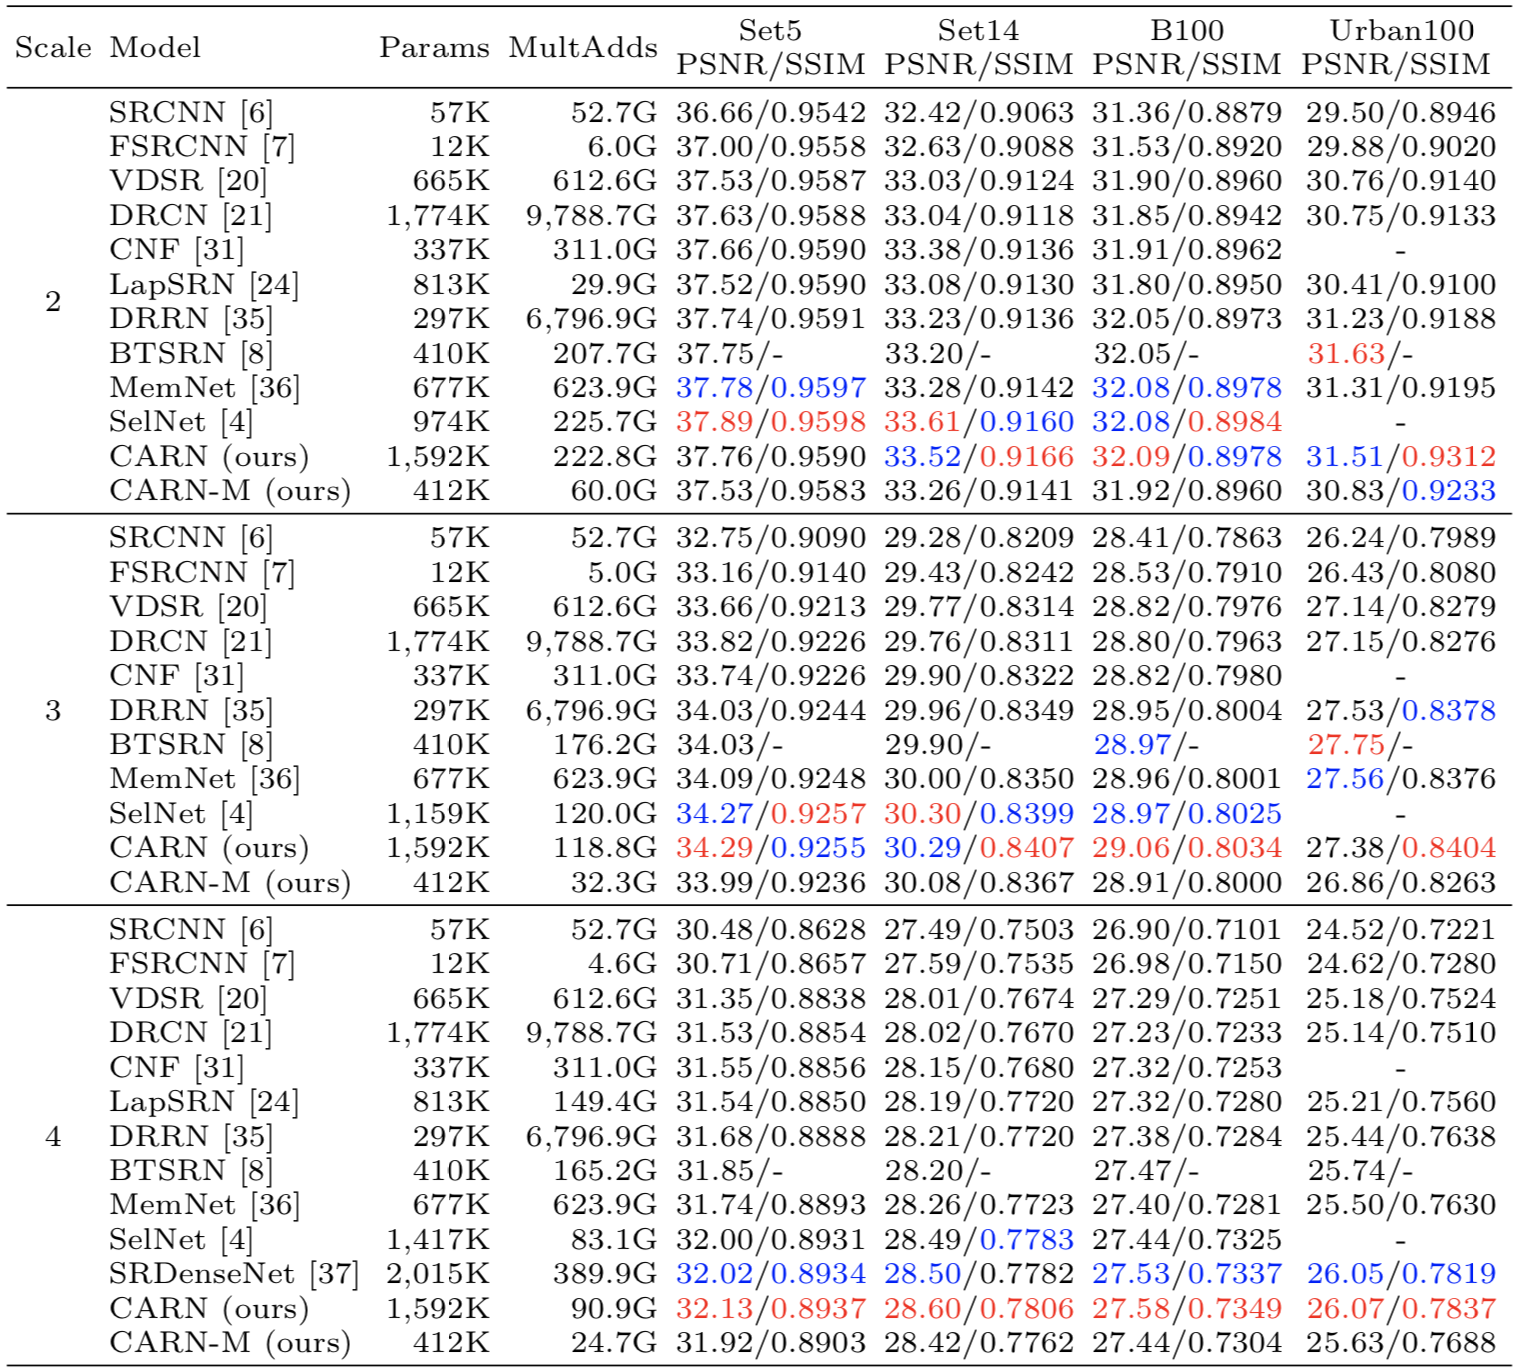 Scale Model Params MultAdds Set5 PSNR/SSIM Set14 PSNR/SSIM B100 PSNR/SSIM Urban100 PSNR/SSIM
SRCNN [6] 57K 52.7G 36.66/0.9542 32.42/0.9063 31.36/0.8879 29.50/0.8946
FSRCNN [7] 12K 6.0G 37.00/0.9558 32.63/0.9088 31.53/0.8920 29.88/0.9020
VDSR [20] 665K 612.6G 37.53/0.9587 33.03/0.9124 31.90/0.8960 30.76/0.9140
DRCN [21] 1,774K 9,788.7G 37.63/0.9588 33.04/0.9118 31.85/0.8942 30.75/0.9133
CNF [31] 337K 311.0G 37.66/0.9590 33.38/0.9136 31.91/0.8962 -
LapSRN [24] 813K 29.9G 37.52/0.9590 33.08/0.9130 31.80/0.8950 30.41/0.9100
2
DRRN [35] 297K 6,796.9G 37.74/0.9591 33.23/0.9136 32.05/0.8973 31.23/0.9188
BTSRN [8] 410K 207.7G 37.75/- 33.20/- 32.05/- 31.63/-
MemNet [36] 677K 623.9G 37.78/0.9597 33.28/0.9142 32.08/0.8978 31.31/0.9195
SelNet [4] 974K 225.7G 37.89/0.9598 33.61/0.9160 32.08/0.8984 -
CARN (ours) 1,592K 222.8G 37.76/0.9590 33.52/0.9166 32.09/0.8978 31.51/0.9312
CARN-M (ours) 412K 60.0G 37.53/0.9583 33.26/0.9141 31.92/0.8960 30.83/0.9233
SRCNN [6] 57K 52.7G 32.75/0.9090 29.28/0.8209 28.41/0.7863 26.24/0.7989
FSRCNN [7] 12K 5.0G 33.16/0.9140 29.43/0.8242 28.53/0.7910 26.43/0.8080
VDSR [20] 665K 612.6G 33.66/0.9213 29.77/0.8314 28.82/0.7976 27.14/0.8279
DRCN [21] 1,774K 9,788.7G 33.82/0.9226 29.76/0.8311 28.80/0.7963 27.15/0.8276
CNF [31] 337K 311.0G 33.74/0.9226 29.90/0.8322 28.82/0.7980 -
3 DRRN [35] 297K 6,796.9G 34.03/0.9244 29.96/0.8349 28.95/0.8004 27.53/0.8378
BTSRN [8] 410K 176.2G 34.03/- 29.90/- 28.97/- 27.75/-
MemNet [36] 677K 623.9G 34.09/0.9248 30.00/0.8350 28.96/0.8001 27.56/0.8376
SelNet [4] 1,159K 120.0G 34.27/0.9257 30.30/0.8399 28.97/0.8025 -
CARN (ours) 1,592K 118.8G 34.29/0.9255 30.29/0.8407 29.06/0.8034 27.38/0.8404
CARN-M (ours) 412K 32.3G 33.99/0.9236 30.08/0.8367 28.91/0.8000 26.86/0.8263
SRCNN [6] 57K 52.7G 30.48/0.8628 27.49/0.7503 26.90/0.7101 24.52/0.7221
FSRCNN [7] 12K 4.6G 30.71/0.8657 27.59/0.7535 26.98/0.7150 24.62/0.7280
VDSR [20] 665K 612.6G 31.35/0.8838 28.01/0.7674 27.29/0.7251 25.18/0.7524
DRCN [21] 1,774K 9,788.7G 31.53/0.8854 28.02/0.7670 27.23/0.7233 25.14/0.7510
CNF [31] 337K 311.0G 31.55/0.8856 28.15/0.7680 27.32/0.7253 -
LapSRN [24] 813K 149.4G 31.54/0.8850 28.19/0.7720 27.32/0.7280 25.21/0.7560
4 DRRN [35] 297K 6,796.9G 31.68/0.8888 28.21/0.7720 27.38/0.7284 25.44/0.7638
BTSRN [8] 410K 165.2G 31.85/- 28.20/- 27.47/- 25.74/-
MemNet [36] 677K 623.9G 31.74/0.8893 28.26/0.7723 27.40/0.7281 25.50/0.7630
SelNet [4] 1,417K 83.1G 32.00/0.8931 28.49/0.7783 27.44/0.7325 -
SRDenseNet [37] 2,015K 389.9G 32.02/0.8934 28.50/0.7782 27.53/0.7337 26.05/0.7819
CARN (ours) 1,592K 90.9G 32.13/0.8937 28.60/0.7806 27.58/0.7349 26.07/0.7837
CARN-M (ours) 412K 24.7G 31.92/0.8903 28.42/0.7762 27.44/0.7304 25.63/0.7688